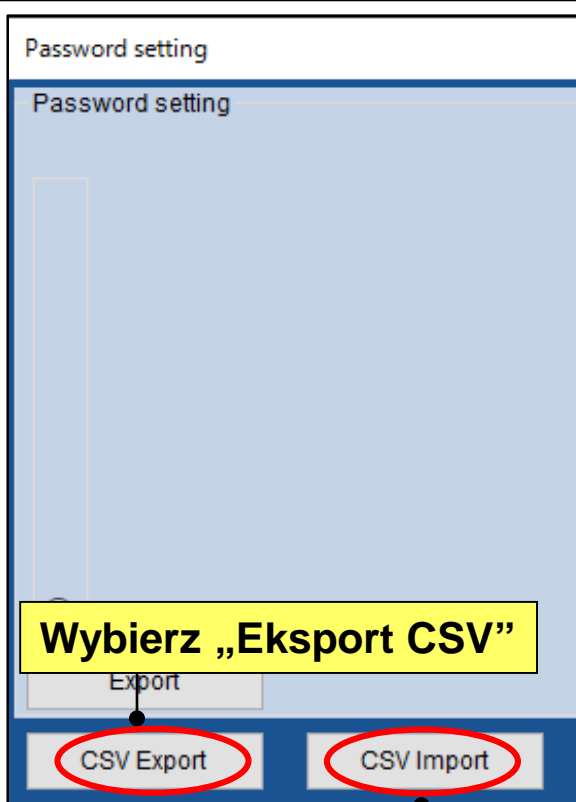 Password setting
Password setting
Wybierz „Eksport CSV”
Export
CSV Export
CSV Import